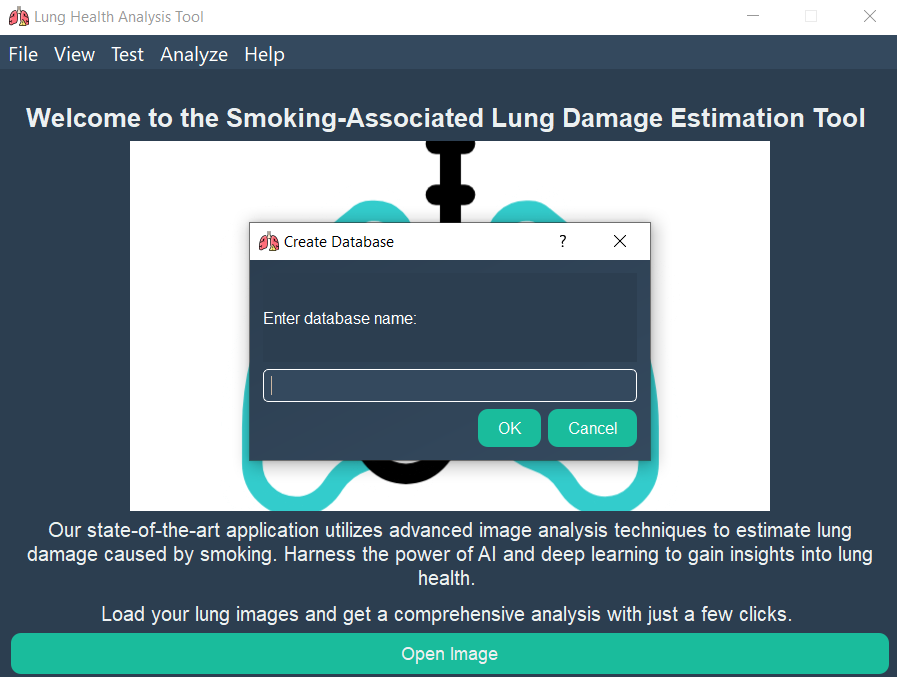 Lung Health Analysis Tool
File View Test Analyze Help
Welcome to the Smoking-Associated Lung Damage Estimation Tool
Create Database ?
Enter database name:
OK Cancel
Our state-of-the-art application utilizes advanced image analysis techniques to estimate lung
damage caused by smoking. Harness the power of AI and deep learning to gain insights into lung
health.
Load your lung images and get a comprehensive analysis with just a few clicks.
Open Image